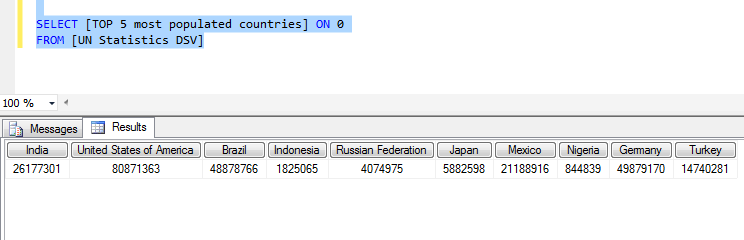 SELECT [TOP 5 most populated countries] ON 0
FROM [UN Statistics DSV]
100 %
Messages Results
India United States of America Brazil Indonesia Russian Federation Japan Mexico Nigeria Germany Turkey
26177301 80871363 48878766 1825065 4074975 5882598 21188916 844839 49879170 14740281